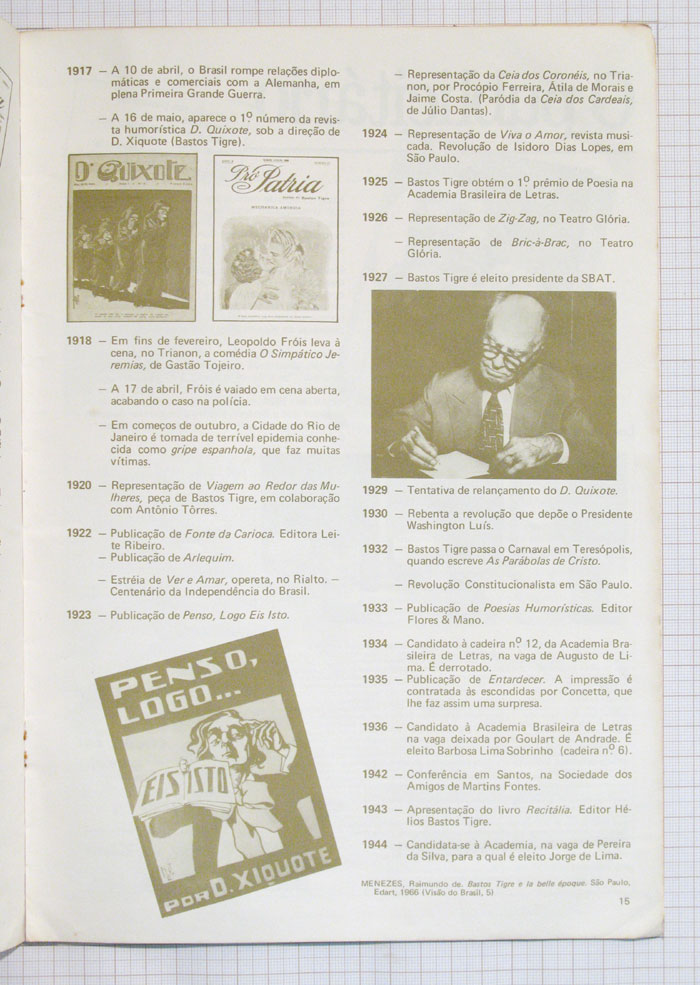 1917 — A 10 de abril, o Brasil rompe relações diplo-
máticas e comerciais com a Alemanha, em
plena Primeira Grande Guerra.
— A 16 de maio, aparece o 1º número da revis-
ta humorística D. Quixote, sob a direção de
D. Xiquote (Bastos Tigre).
D. Quixote
Pró Patria
1918 — Em fins de fevereiro, Leopoldo Fróis leva à
cena, no Trianon, a comédia O Simpático Je-
remias, de Gastão Tojeiro.
— A 17 de abril, Fróis é vaiado em cena aberta,
acabando o caso na polícia.
— Em começos de outubro, a Cidade do Rio de
Janeiro é tomada de terrível epidemia conhe-
cida como gripe espanhola, que faz muitas
vítimas.
1920 — Representação de Viagem ao Redor das Mu-
lheres, peça de Bastos Tigre, em colaboração
com Antônio Tôrres.
1922 — Publicação de Fonte da Carioca. Editora Lei-
te Ribeiro.
— Publicação de Arlequim.
— Estréia de Ver e Amar, opereta, no Rialto. —
Centenário da Independência do Brasil.
1923 — Publicação de Penso, Logo Eis Isto.
PENSO,
LOGO...
EIS ISTO
POR D. XIQUOTE
— Representação da Ceia dos Coronéis, no Tria-
non, por Procópio Ferreira, Átila de Morais e
Jaime Costa. (Paródia da Ceia dos Cardeais,
de Júlio Dantas).
1924 — Representação de Viva o Amor, revista musi-
cada. Revolução de Isidoro Dias Lopes, em
São Paulo.
1925 — Bastos Tigre obtém o 1º prêmio de Poesia na
Academia Brasileira de Letras.
1926 — Representação de Zig-Zag, no Teatro Glória.
— Representação de Bric-à-Brac, no Teatro
Glória.
1927 — Bastos Tigre é eleito presidente da SBAT.
1929 — Tentativa de relançamento do D. Quixote.
1930 — Rebenta a revolução que depõe o Presidente
Washington Luís.
1932 — Bastos Tigre passa o Carnaval em Teresópolis,
quando escreve As Parábolas de Cristo.
— Revolução Constitucionalista em São Paulo.
1933 — Publicação de Poesias Humorísticas. Editor
Flores & Mano.
1934 — Candidato à cadeira nº 12, da Academia Bra-
sileira de Letras, na vaga de Augusto de Li-
ma. É derrotado.
1935 — Publicação de Entardecer. A impressão é
contratada às escondidas por Concetta, que
lhe faz assim uma surpresa.
1936 — Candidato à Academia Brasileira de Letras
na vaga deixada por Goulart de Andrade. É
eleito Barbosa Lima Sobrinho (cadeira nº 6).
1942 — Conferência em Santos, na Sociedade dos
Amigos de Martins Fontes.
1943 — Apresentação do livro Recitália. Editor Hé-
lios Bastos Tigre.
1944 — Candidata-se à Academia, na vaga de Pereira
da Silva, para a qual é eleito Jorge de Lima.
MENEZES, Raimundo de. Bastos Tigre e la belle époque. São Paulo,
Edart, 1966 (Visão do Brasil, 5)
15